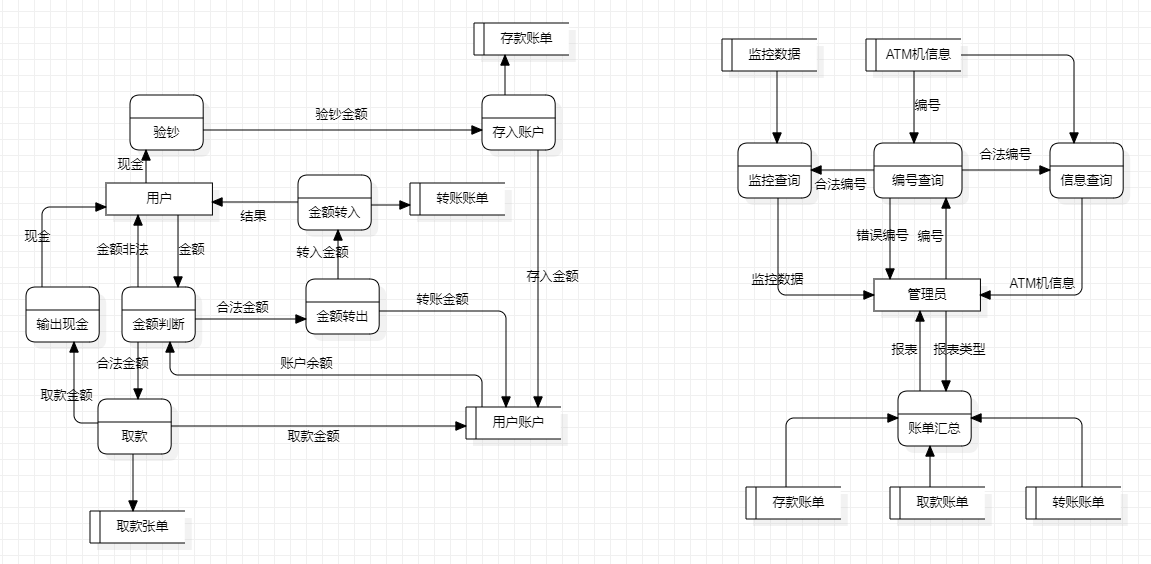 存款账单
验钞
验钞金额
存入账户
现金
用户
结果
金额转入
转账账单
现金
金额非法
金额
转入金额
存入金额
输出现金
金额判断
合法金额
金额转出
转账金额
合法金额
账户余额
取款金额
取款
取款金额
用户账户
取款张单
监控数据
ATM机信息
编号
合法编号
监控查询
合法编号
编号查询
信息查询
错误编号
编号
监控数据
管理员
ATM机信息
报表
报表类型
账单汇总
存款账单
取款账单
转账账单